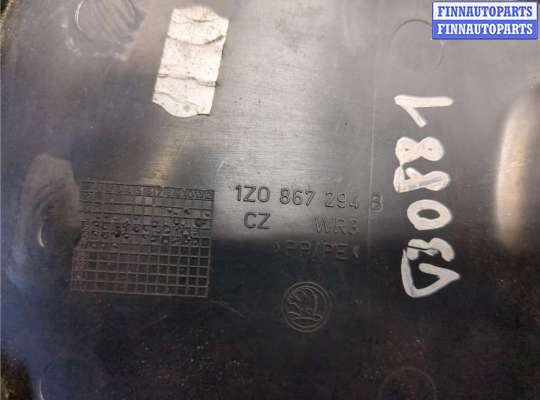 FINNAUTOPARTS
FINNAUTOPARTS
1Z0 867 294 B
CZ WR3
>PP/PE<
G30881